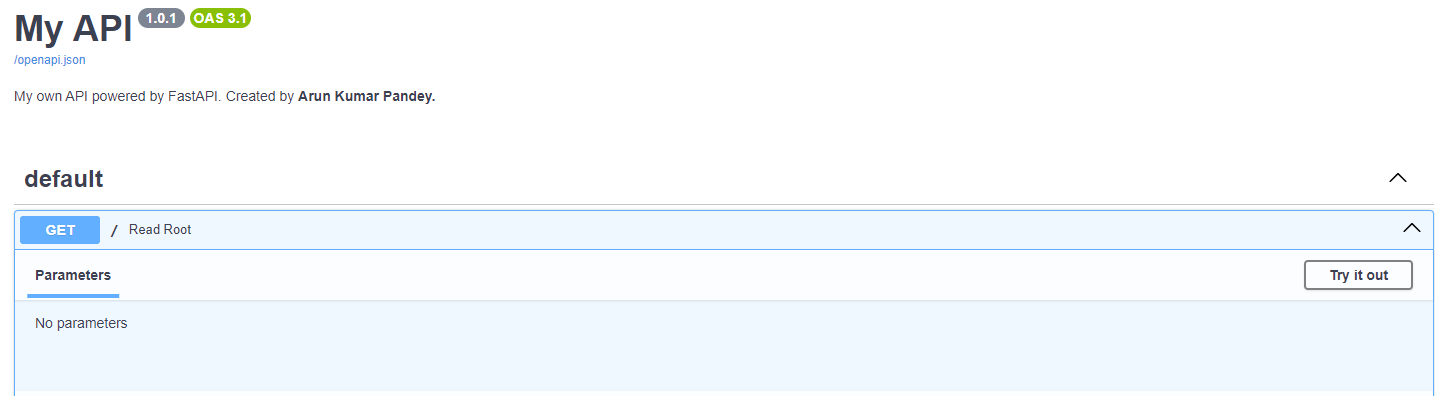 My API 1.0.1 OAS 3.1
/openapi.json
My own API powered by FastAPI. Created by Arun Kumar Pandey.
default
GET / Read Root
Parameters Try it out
No parameters